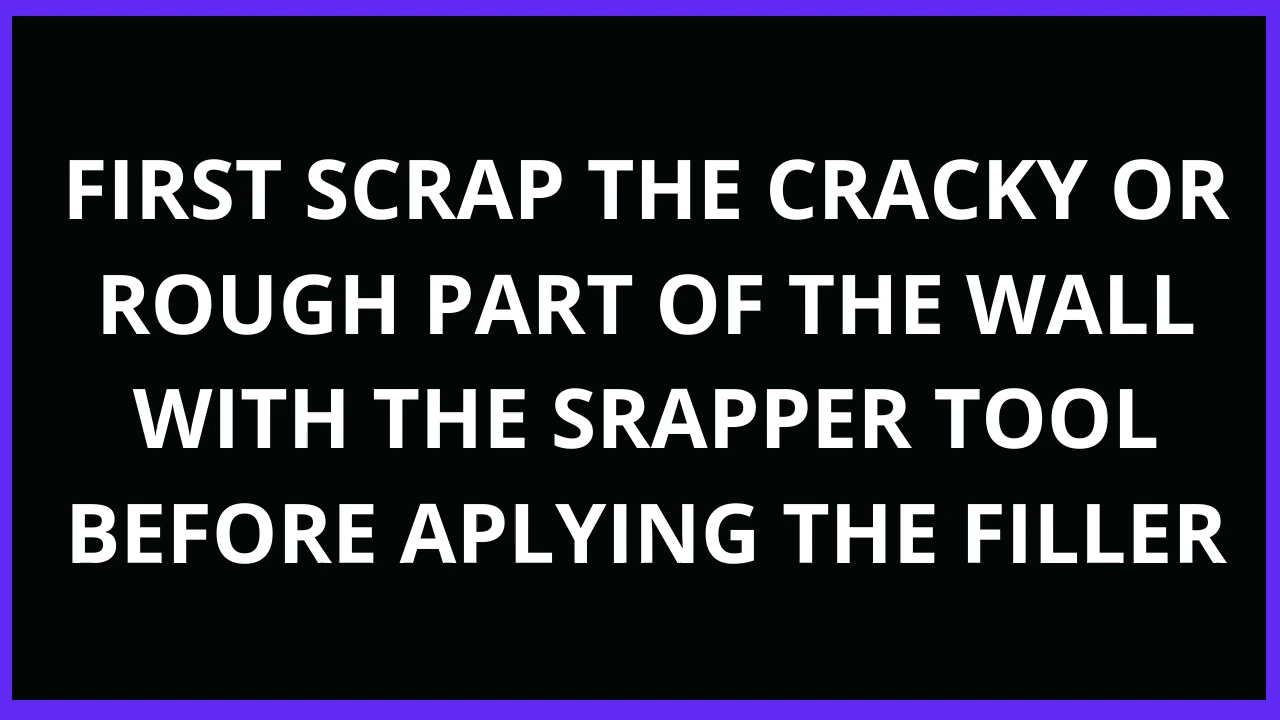 FIRST SCRAP THE CRACKY OR
ROUGH PART OF THE WALL
WITH THE SRAPPER TOOL
BEFORE APLYING THE FILLER